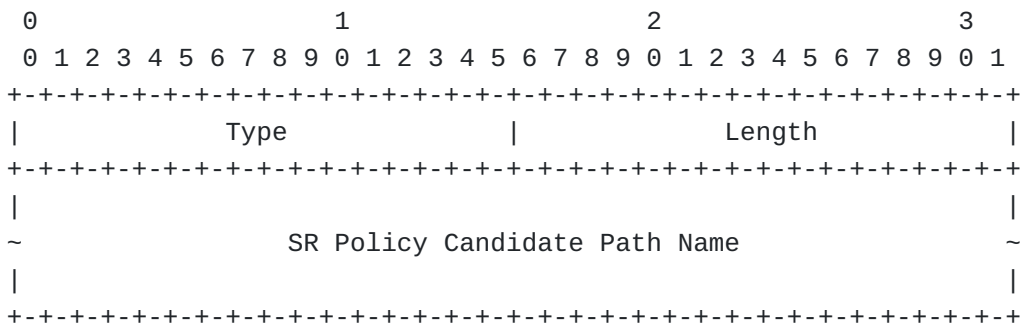 0                   1                   2                   3
 0 1 2 3 4 5 6 7 8 9 0 1 2 3 4 5 6 7 8 9 0 1 2 3 4 5 6 7 8 9 0 1
+-+-+-+-+-+-+-+-+-+-+-+-+-+-+-+-+-+-+-+-+-+-+-+-+-+-+-+-+-+-+-+-+
|             Type              |             Length            |
+-+-+-+-+-+-+-+-+-+-+-+-+-+-+-+-+-+-+-+-+-+-+-+-+-+-+-+-+-+-+-+-+
|                                                               |
~                 SR Policy Candidate Path Name                 ~
|                                                               |
+-+-+-+-+-+-+-+-+-+-+-+-+-+-+-+-+-+-+-+-+-+-+-+-+-+-+-+-+-+-+-+-+